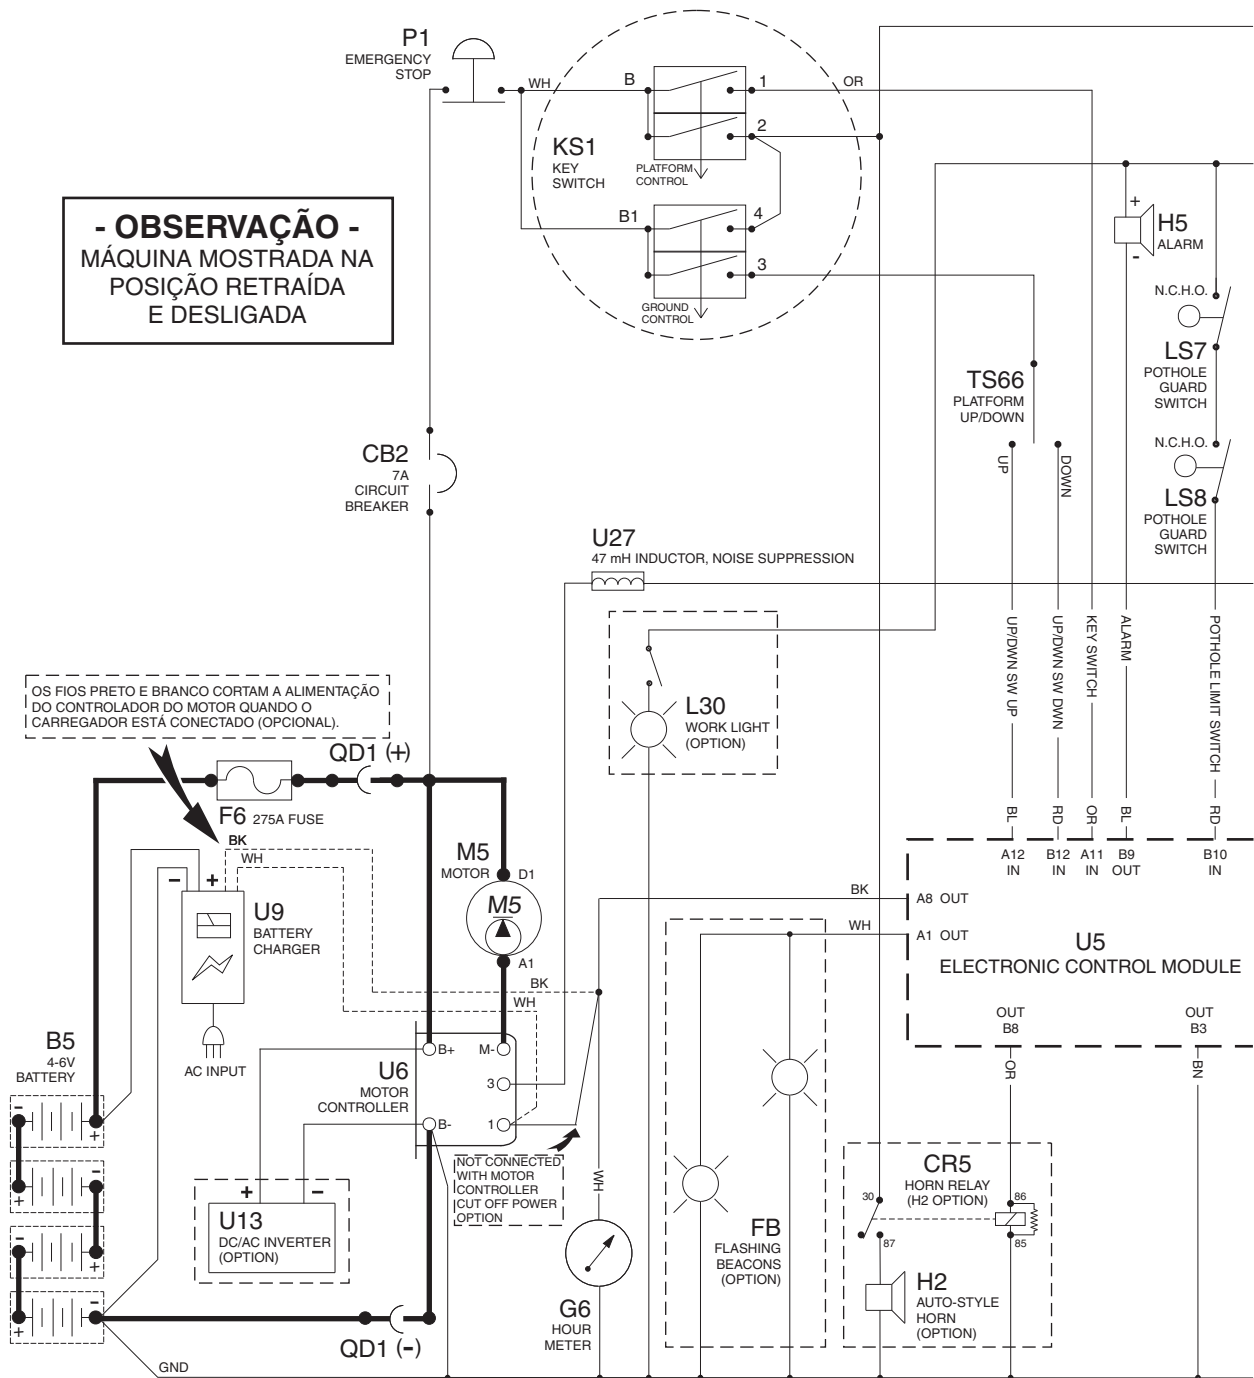 P1
EMERGENCY
STOP
WH
B
1
OR
2
KS1
KEY
SWITCH
PLATFORM
CONTROL
B1
4
3
GROUND
CONTROL
- OBSERVAÇÃO -
MÁQUINA MOSTRADA NA
POSIÇÃO RETRAÍDA
E DESLIGADA
+
H5
ALARM
-
N.C.H.O.
LS7
POTHOLE
GUARD
SWITCH
TS66
PLATFORM
UP/DOWN
UP
DOWN
N.C.H.O.
LS8
POTHOLE
GUARD
SWITCH
CB2
7A
CIRCUIT
BREAKER
U27
47 mH INDUCTOR, NOISE SUPPRESSION
UP/DWN SW UP
UP/DWN SW DWN
KEY SWITCH
ALARM
POTHOLE LIMIT SWITCH
L30
WORK LIGHT
(OPTION)
OS FIOS PRETO E BRANCO CORTAM A ALIMENTAÇÃO
DO CONTROLADOR DO MOTOR QUANDO O
CARREGADOR ESTÁ CONECTADO (OPCIONAL).
QD1 (+)
F6 275A FUSE
BK
WH
BL
RD
OR
BL
RD
A12
IN
B12
IN
A11
IN
B9
OUT
B10
IN
M5
MOTOR
D1
M5
A1
- +
U9
BATTERY
CHARGER
AC INPUT
BK
A8 OUT
WH
A1 OUT
U5
ELECTRONIC CONTROL MODULE
OUT
B8
OUT
B3
OR
BN
BK
WH
B5
4-6V
BATTERY
- +
+ -
- +
+ -
U6
MOTOR
CONTROLLER
B+
M-
3
B-
1
NOT CONNECTED
WITH MOTOR
CONTROLLER
CUT OFF POWER
OPTION
+ -
U13
DC/AC INVERTER
(OPTION)
WH
G6
HOUR
METER
FB
FLASHING
BEACONS
(OPTION)
CR5
HORN RELAY
(H2 OPTION)
30
87
86
85
H2
AUTO-STYLE
HORN
(OPTION)
QD1 (-)
GND